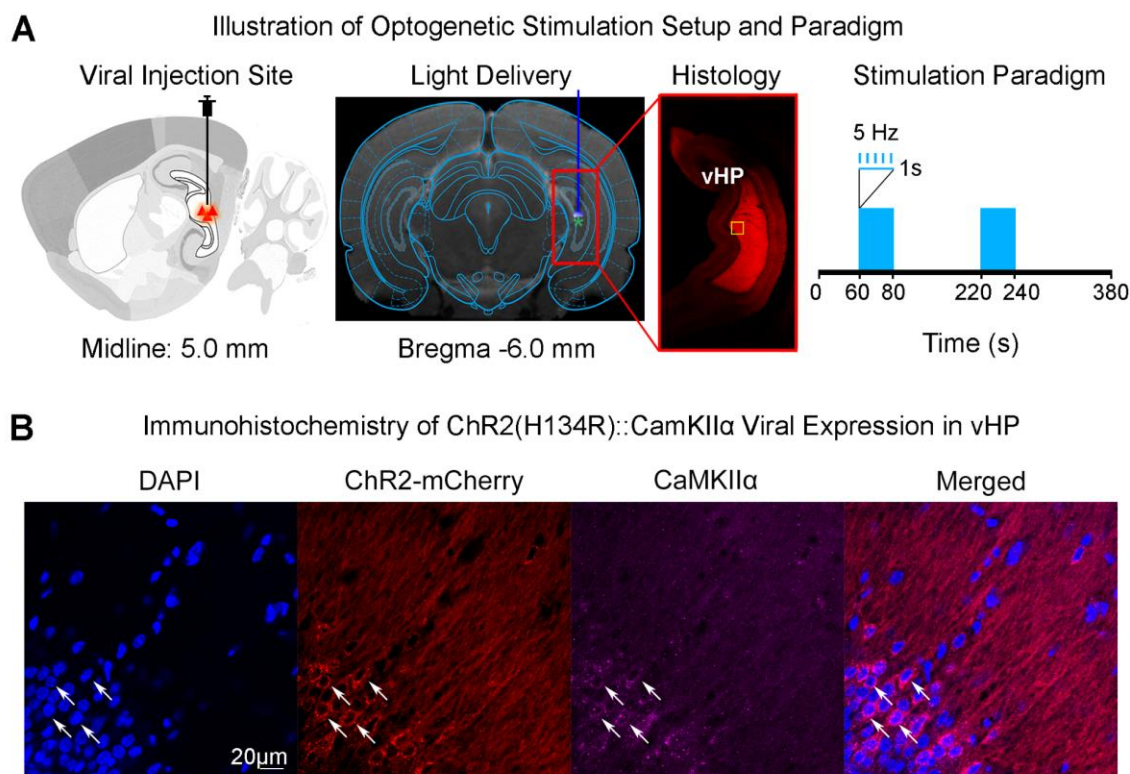 A
Illustration of Optogenetic Stimulation Setup and Paradigm
Viral Injection Site
Light Delivery
Histology
Stimulation Paradigm
5 Hz
1s
vHP
*
0 60 80 220 240 380
Midline: 5.0 mm
Bregma -6.0 mm
Time (s)
B
Immunohistochemistry of ChR2(H134R)::CamKIIα Viral Expression in vHP
DAPI
ChR2-mCherry
CaMKIIα
Merged
20μm